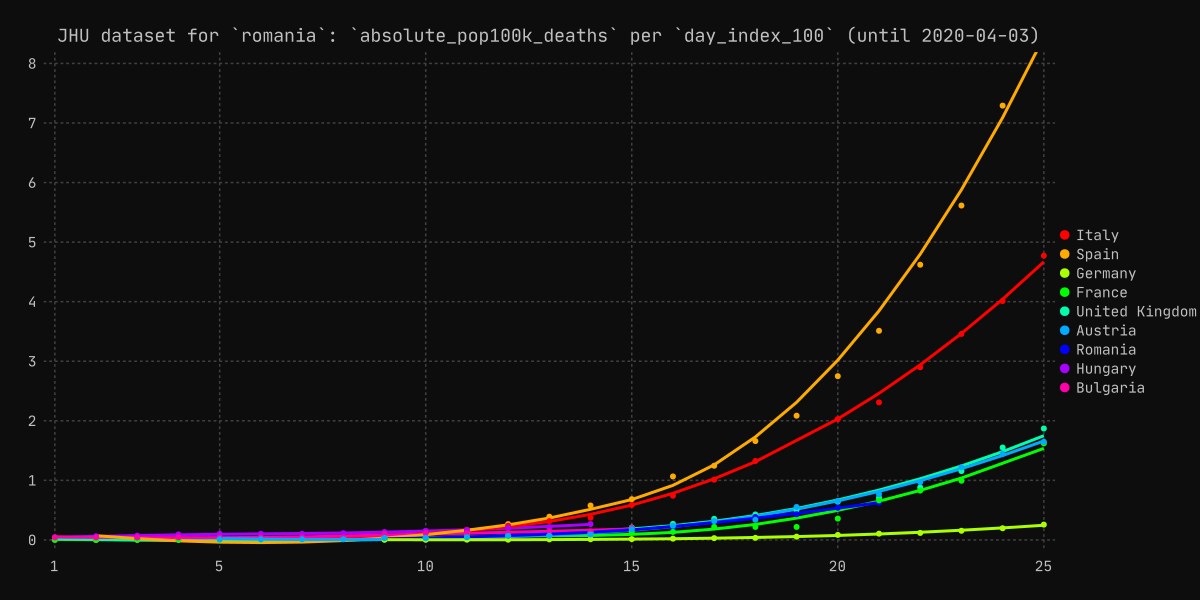 JHU dataset for `romania`: `absolute_pop100k_deaths` per `day_index_100` (until 2020-04-03)
8
7
6
5
4
3
2
1
0
1 5 10 15 20 25
Italy
Spain
Germany
France
United Kingdom
Austria
Romania
Hungary
Bulgaria